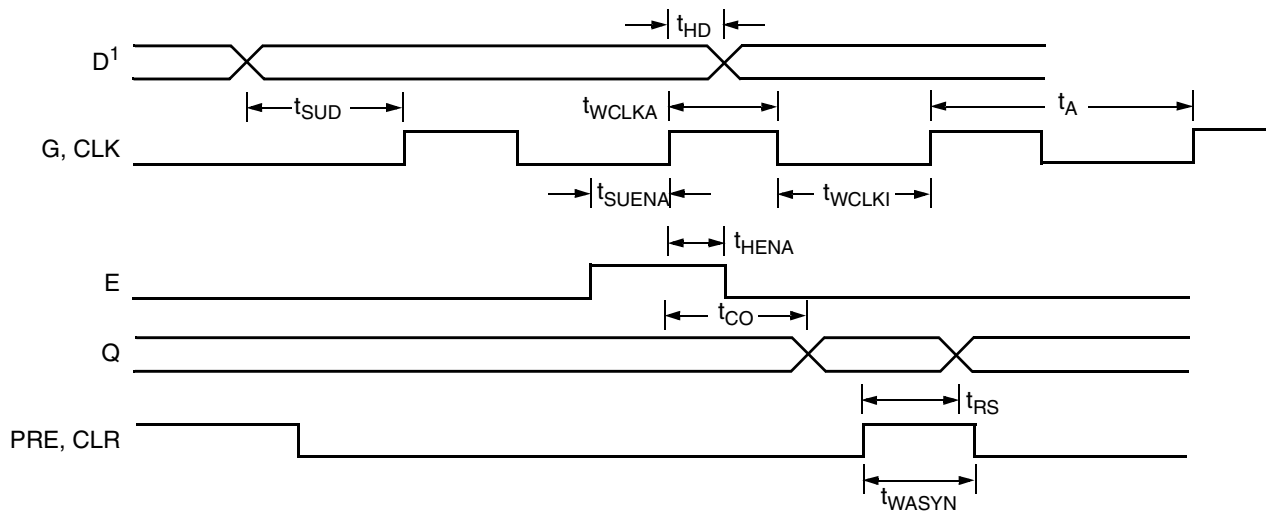 tHD
D1
tSUD
tWCLKA
tA
G, CLK
tSUENA
tWCLKI
tHENA
E
tCO
Q
tRS
PRE, CLR
tWASYN